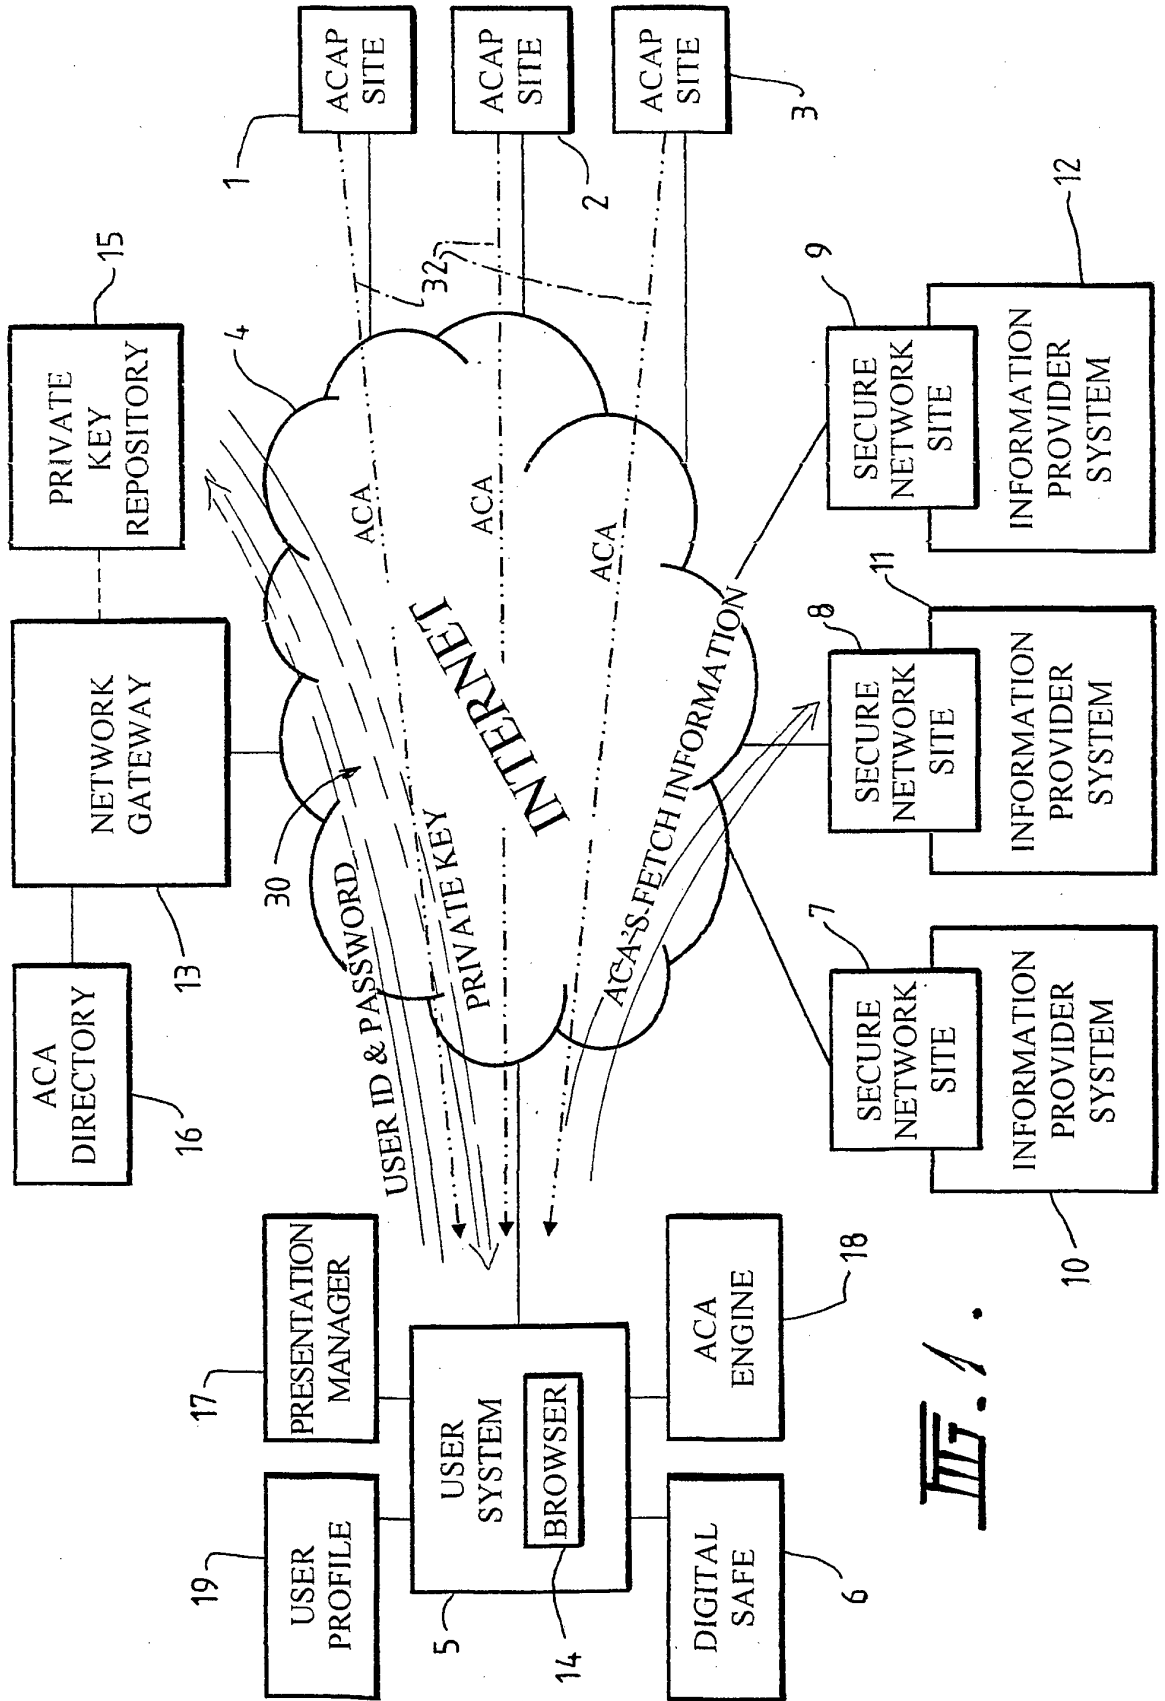 ACA
DIRECTORY
16
NETWORK
GATEWAY
13
PRIVATE
KEY
REPOSITORY
15
4
30
USER PROFILE
19
PRESENTATION
MANAGER
17
USER
SYSTEM
BROWSER
5
14
DIGITAL
SAFE
6
ACA
ENGINE
18
USER ID & PASSWORD
PRIVATE KEY
INTERNET
ACA
ACA
ACA
ACA'S FETCH INFORMATION
32
ACAP
SITE
1
ACAP
SITE
2
ACAP
SITE
3
SECURE
NETWORK
SITE
7
INFORMATION
PROVIDER
SYSTEM
10
SECURE
NETWORK
SITE
8
INFORMATION
PROVIDER
SYSTEM
11
SECURE
NETWORK
SITE
9
INFORMATION
PROVIDER
SYSTEM
12
FIG. 1.